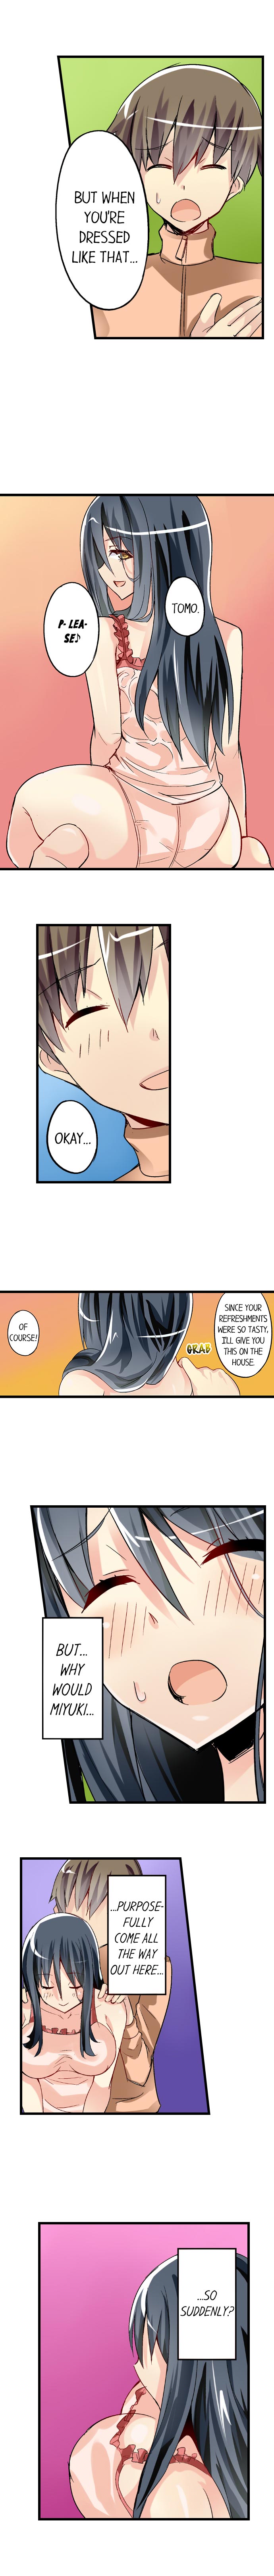 BUT WHEN
YOU'RE
DRESSED
LIKE THAT...
TOMO.
P- LEA-
SE♪
OKAY...
SINCE YOUR
REFRESHMENTS
WERE SO TASTY,
I'LL GIVE YOU
THIS ON THE
HOUSE.
GRAB
OF
COURSE!
BUT...
WHY
WOULD
MIYUKI...
...PURPOSE-
FULLY
COME ALL
THE WAY
OUT HERE...
...SO
SUDDENLY?